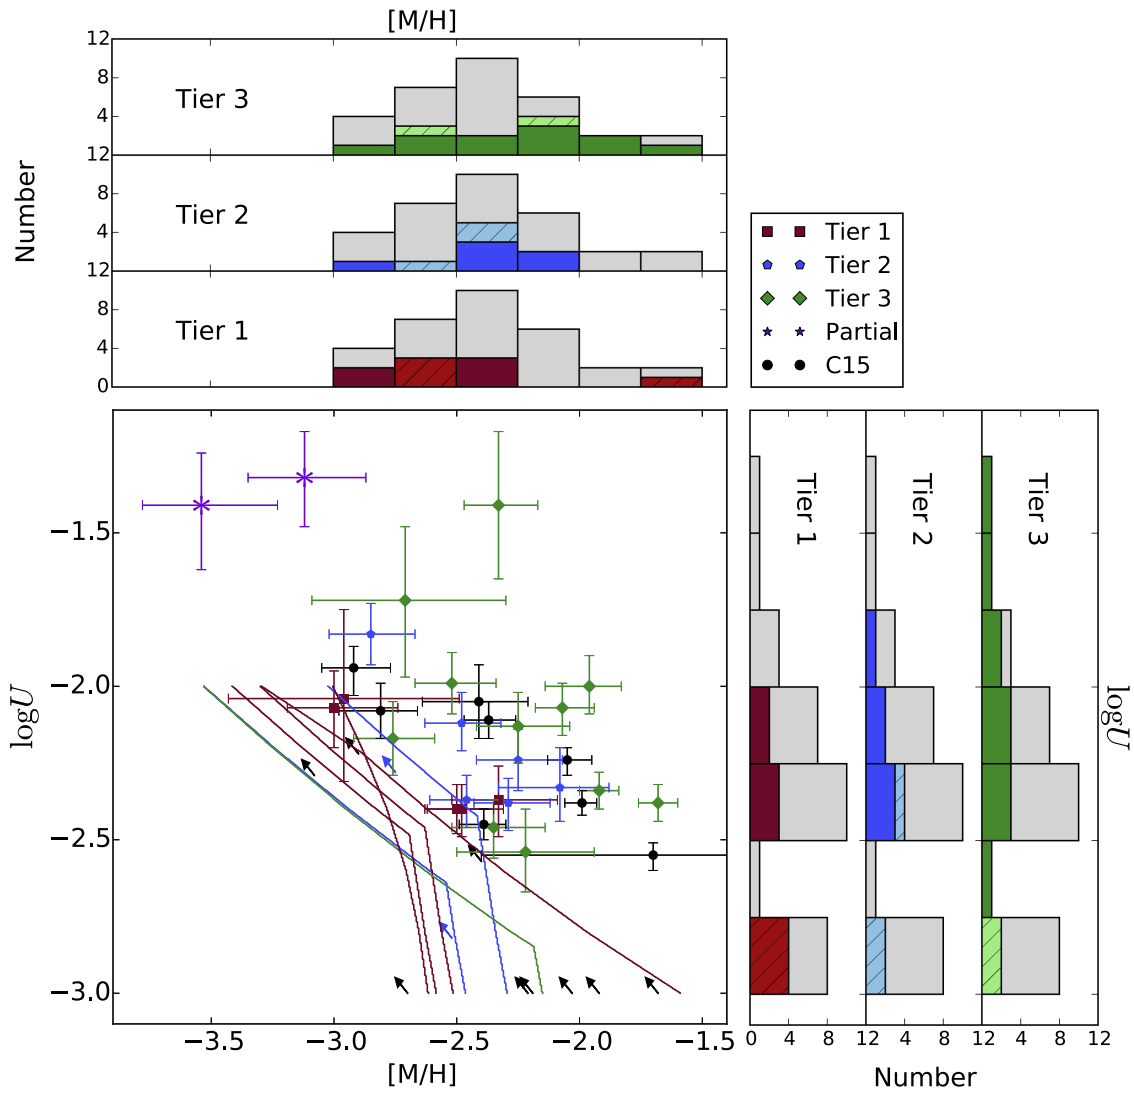 [M/H]
12
8
4
12
8
4
12
8
4
0
Number
Tier 3
Tier 2
Tier 1
Tier 1
Tier 2
Tier 3
Partial
C15
−1.5
−2.0
−2.5
−3.0
logU
−3.5 −3.0 −2.5 −2.0 −1.5
[M/H]
Tier 1
Tier 2
Tier 3
logU
0 4 8 12 4 8 12 4 8 12
Number